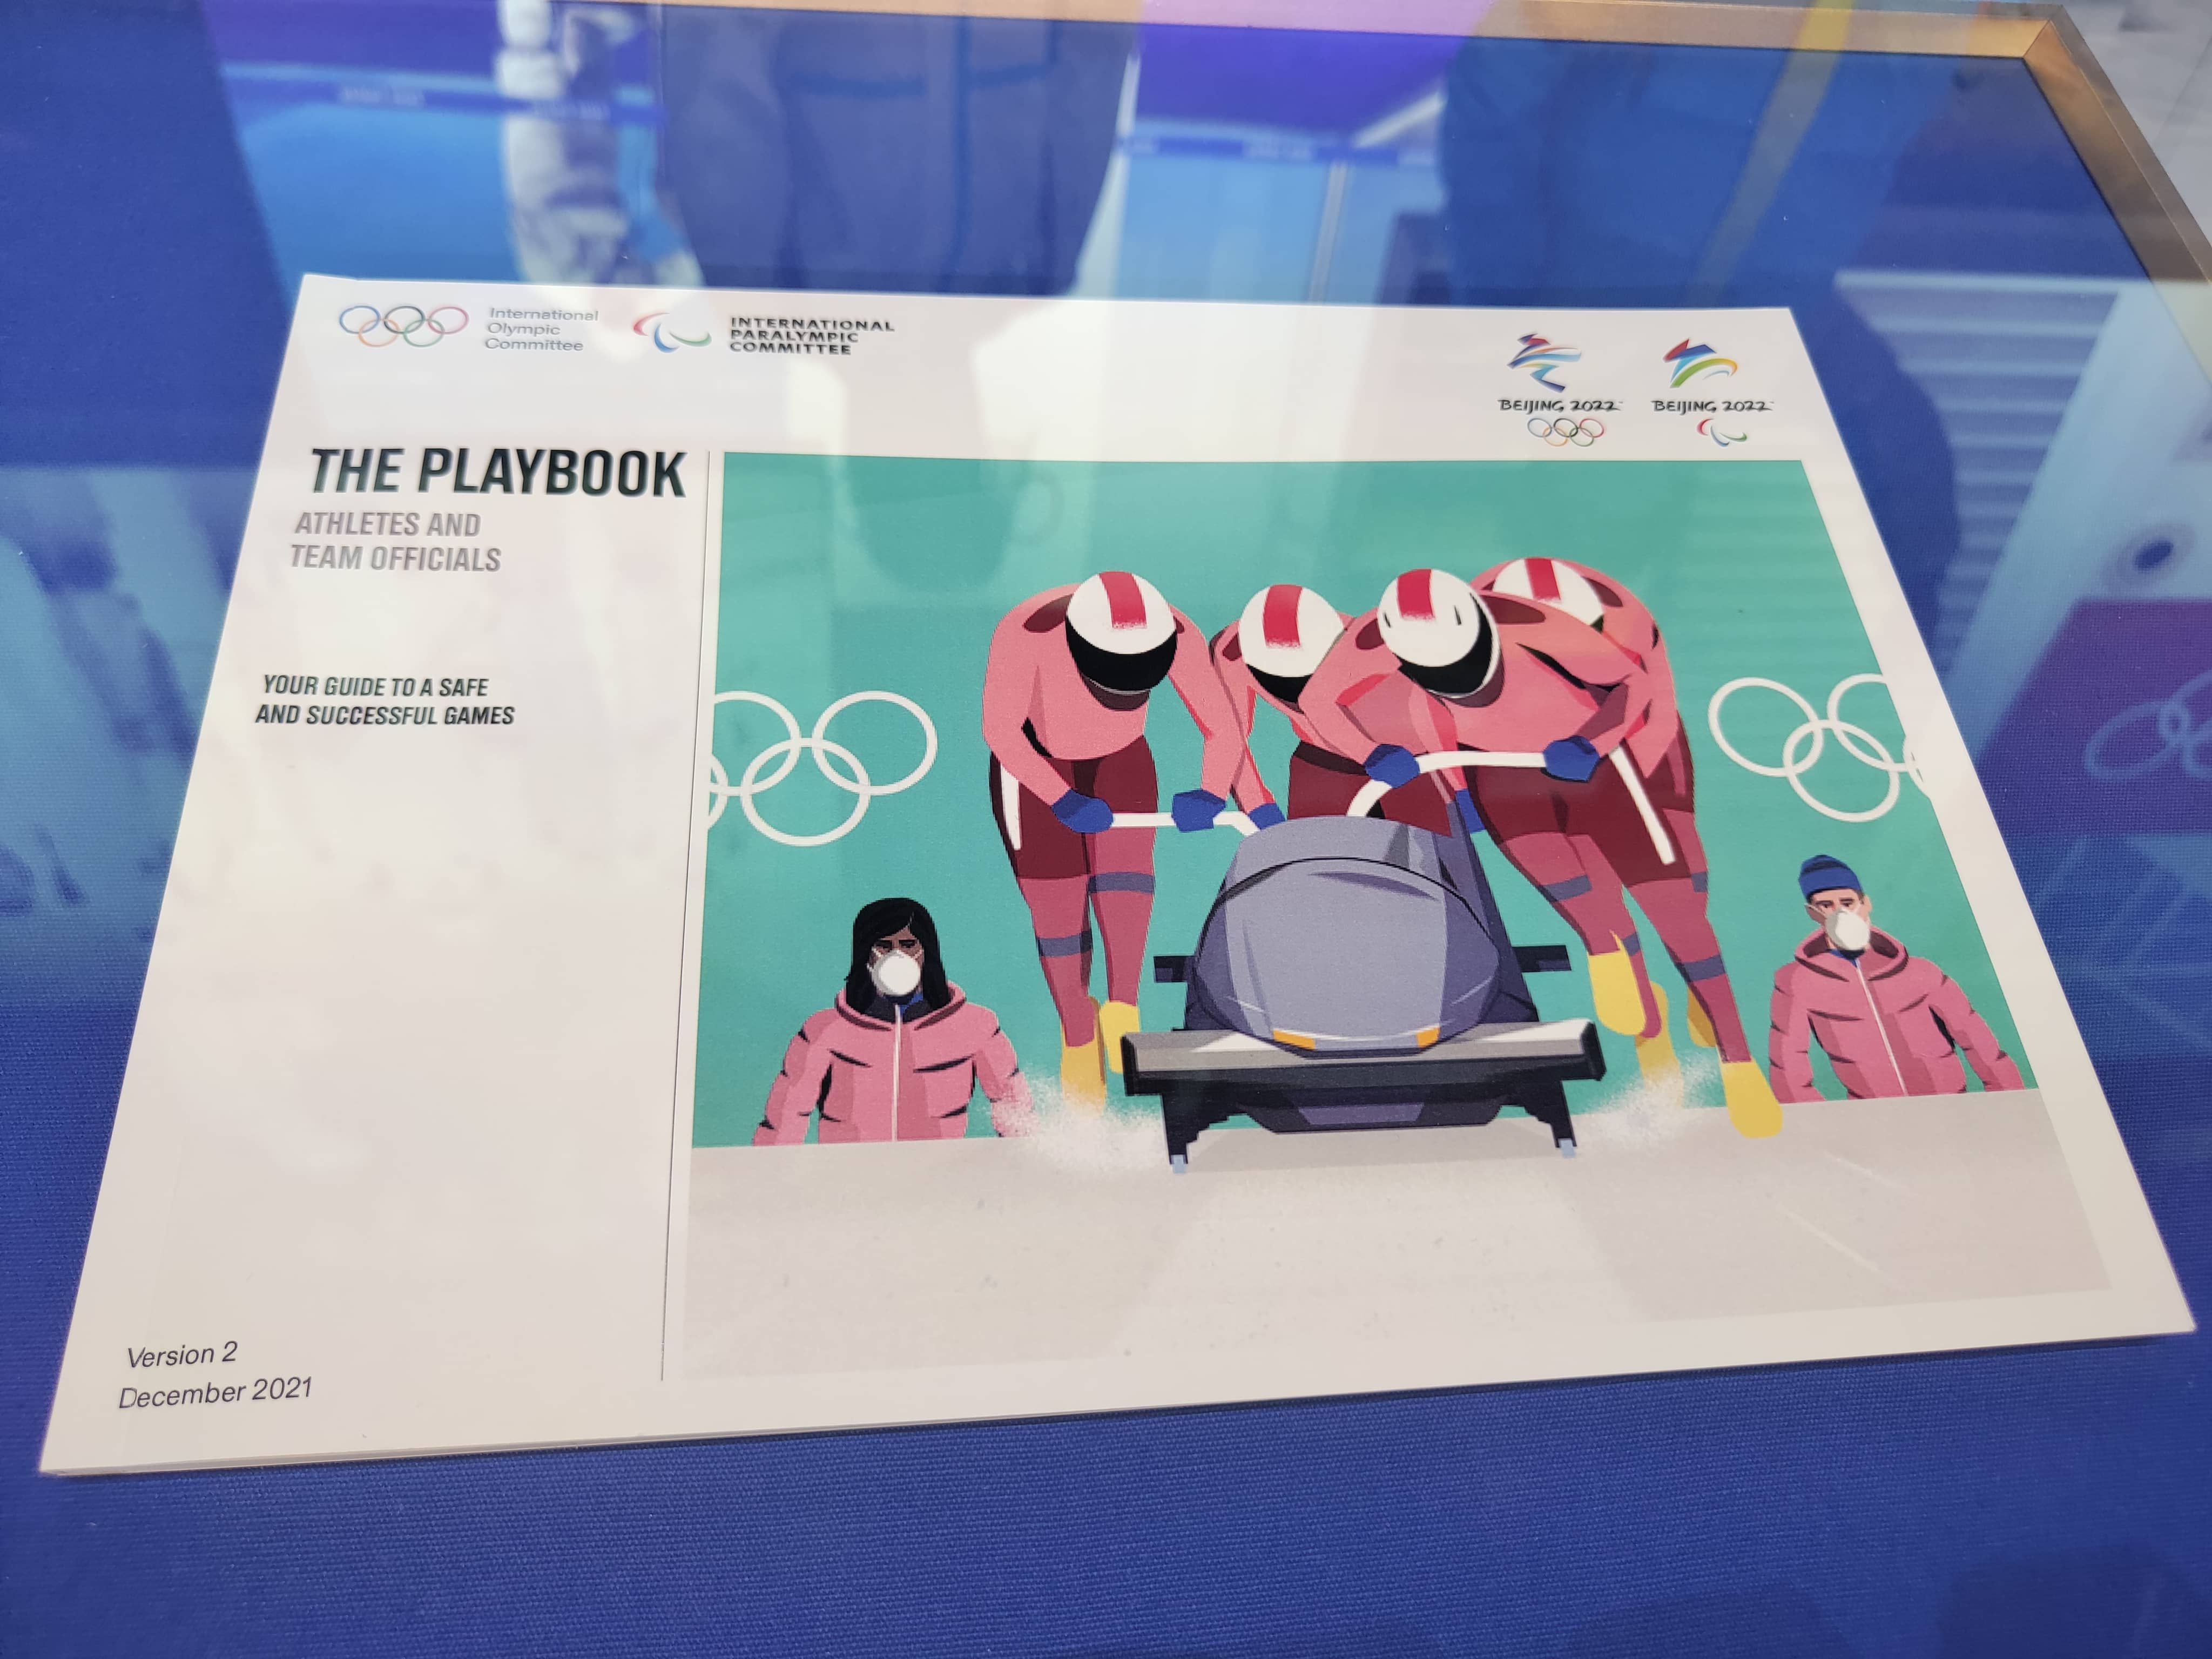 International
Olympic
Committee
INTERNATIONAL
PARALYMPIC
COMMITTEE
BEIJING 2022
BEIJING 2022
THE PLAYBOOK
ATHLETES AND
TEAM OFFICIALS
YOUR GUIDE TO A SAFE
AND SUCCESSFUL GAMES
Version 2
December 2021